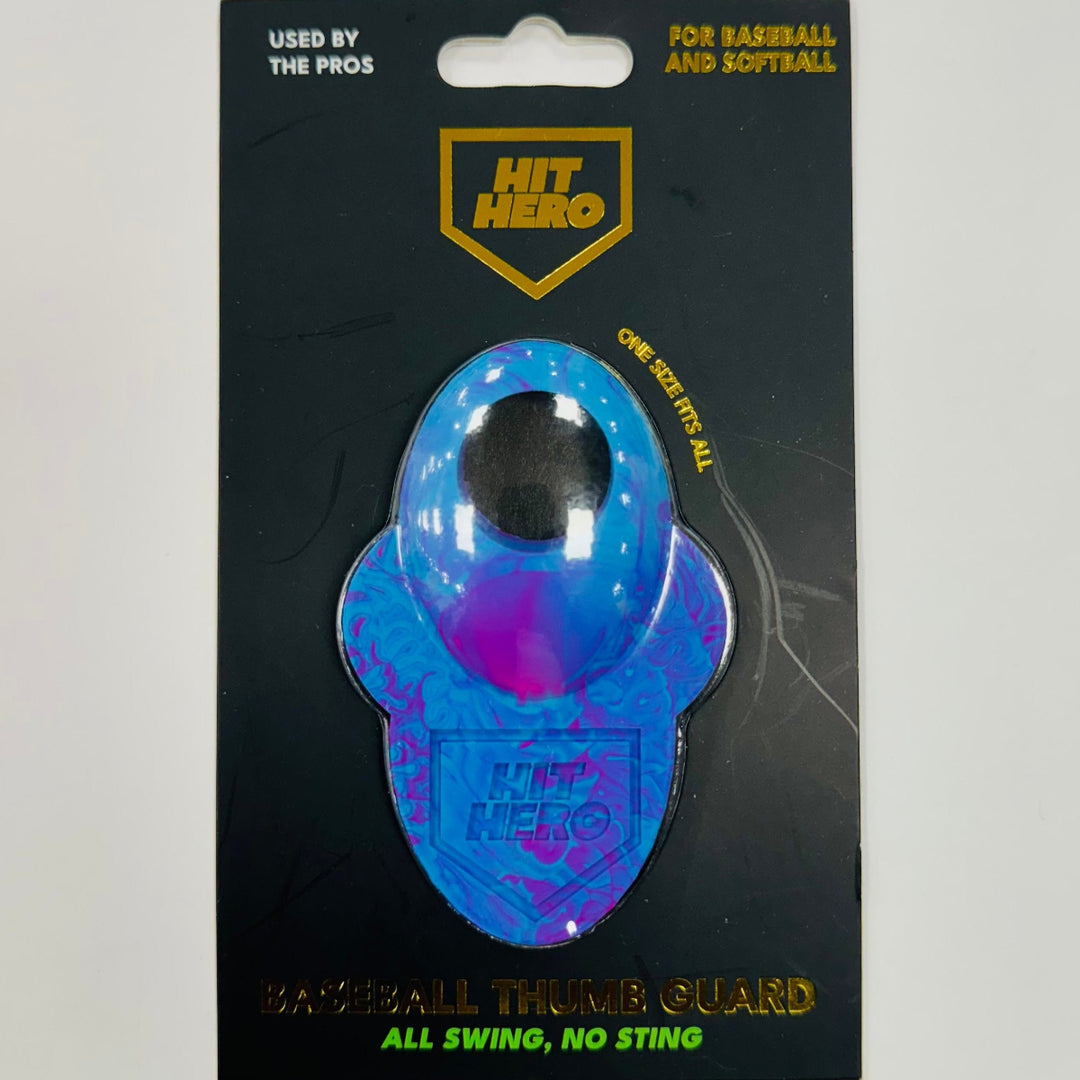 USED BY
THE PROS
FOR BASEBALL
AND SOFTBALL
HIT
HERO
ONE SIZE FITS ALL
HIT
HERO
BASEBALL THUMB GUARD
ALL SWING, NO STING